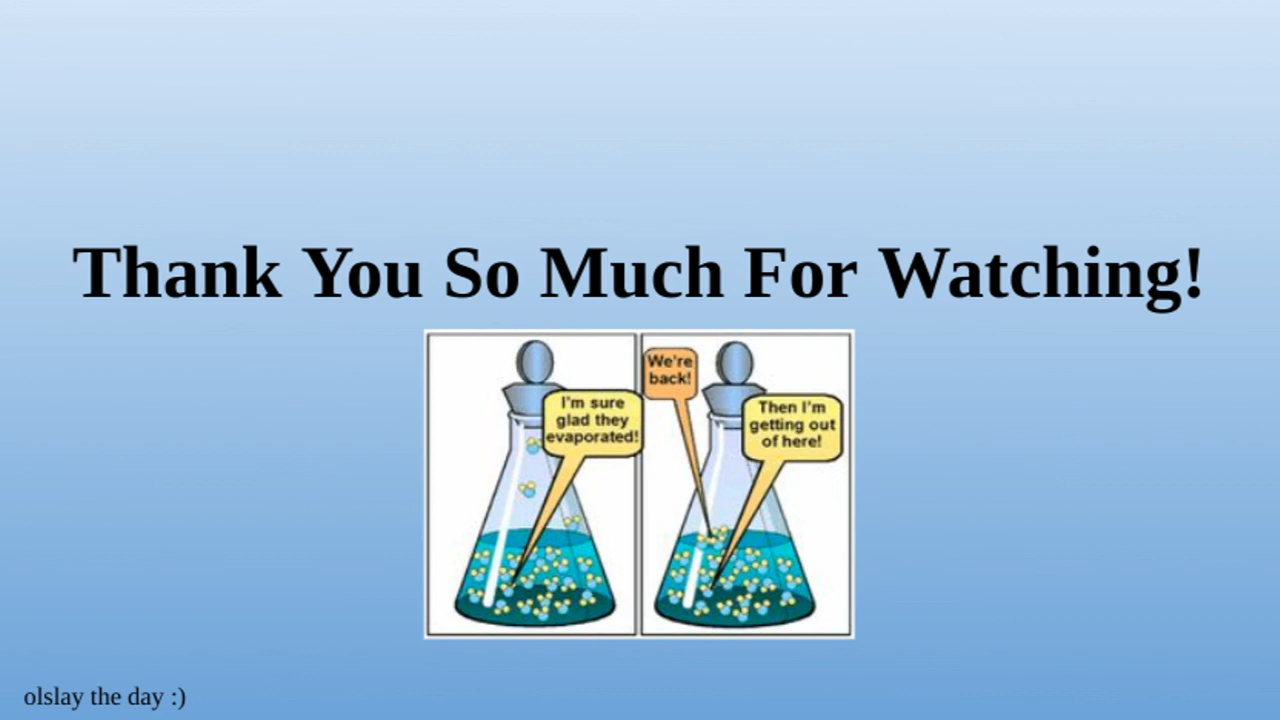 Thank You So Much For Watching!
I'm sure
glad they
evaporated!
We're
back!
Then I'm
getting out
of here!
olslay the day :)